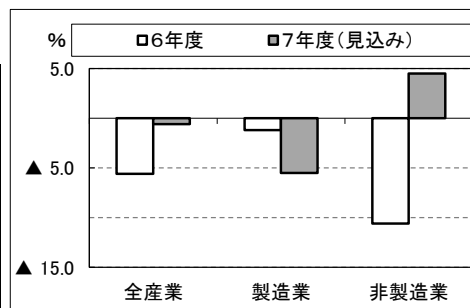 % □6年度 ■7年度(見込み)
5.0
▲ 5.0
▲ 15.0
全産業 製造業 非製造業